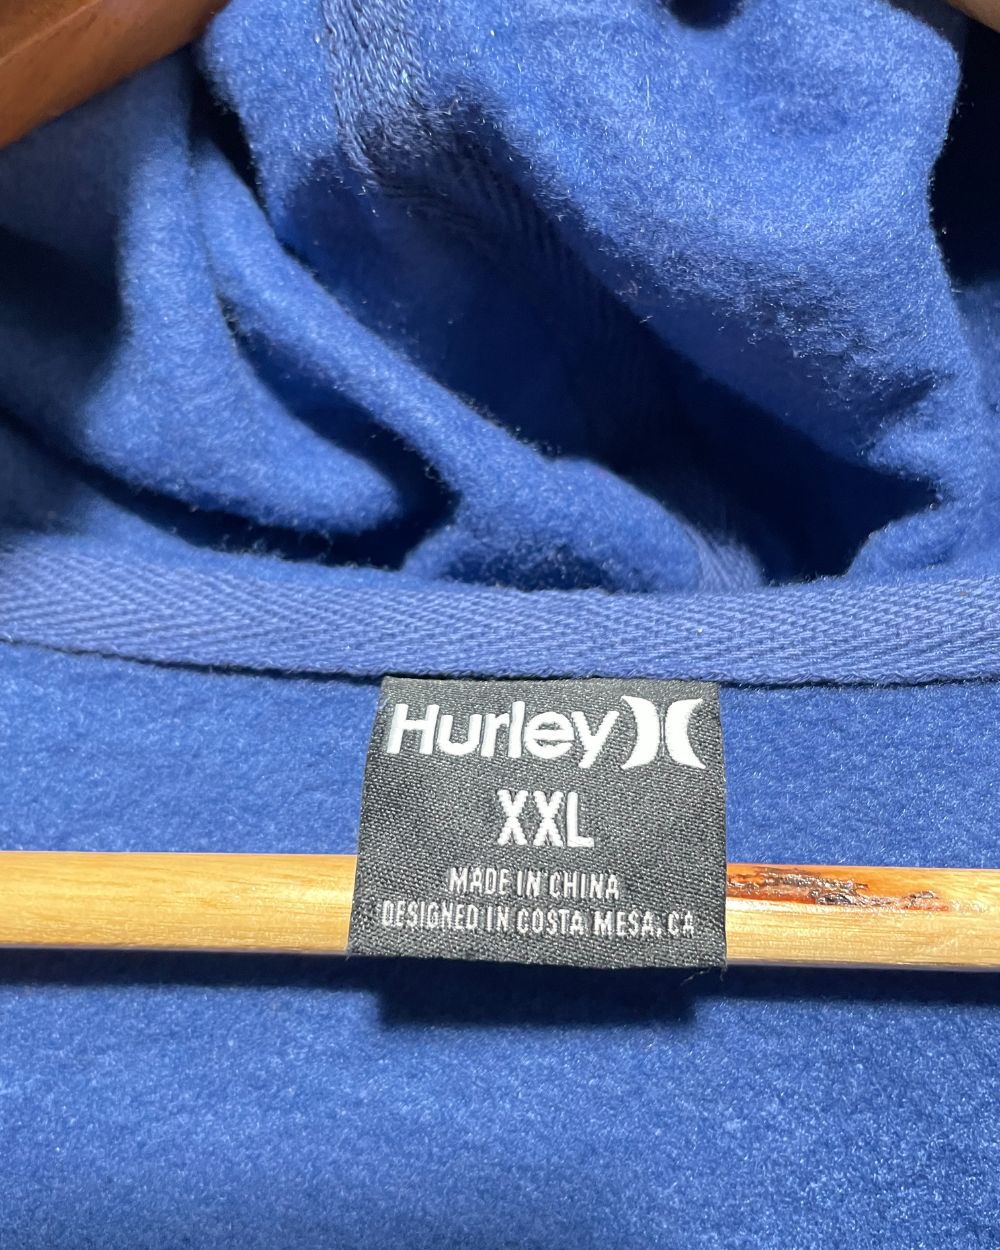 Hurley
XXL
MADE IN CHINA
DESIGNED IN COSTA MESA, CA